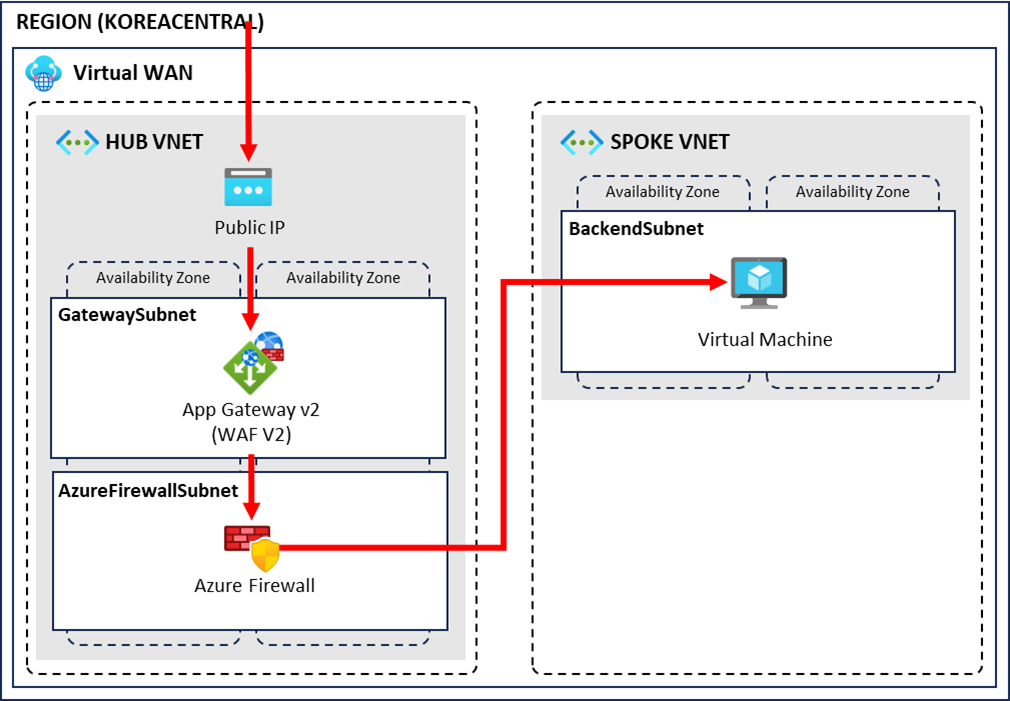 REGION (KOREACENTRAL)
Virtual WAN
HUB VNET
Public IP
Availability Zone
Availability Zone
GatewaySubnet
App Gateway v2
(WAF V2)
AzureFirewallSubnet
Azure Firewall
SPOKE VNET
Availability Zone
Availability Zone
BackendSubnet
Virtual Machine